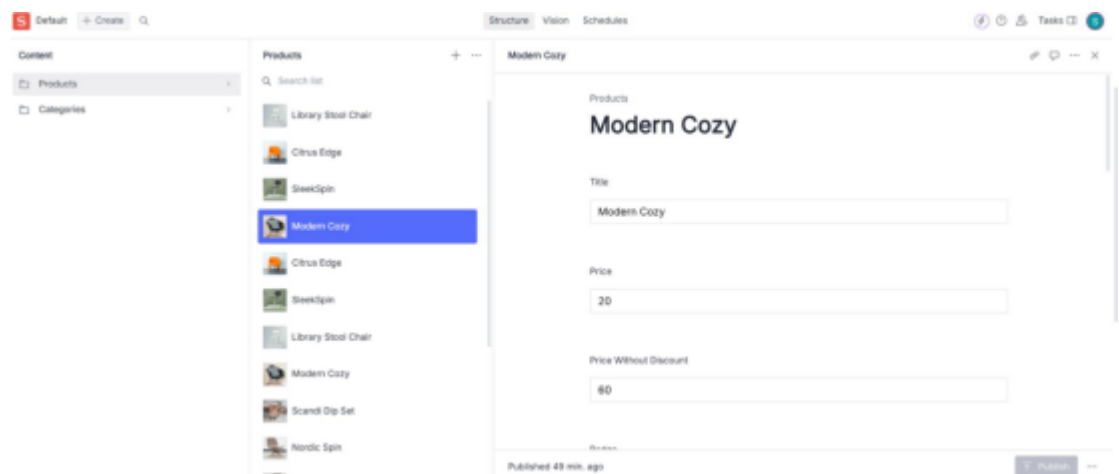 S Default + Create
Structure Vision Schedules
Tasks
S
Content
Products
Categories
Products
Search list
Library Stool Chair
Citrus Edge
SleekSpin
Modern Cozy
Citrus Edge
SleekSpin
Library Stool Chair
Modern Cozy
Scandi Dip Set
Nordic Spin
Modern Cozy
Products
Modern Cozy
Title
Modern Cozy
Price
20
Price Without Discount
60
Published 49 min. ago
Publish